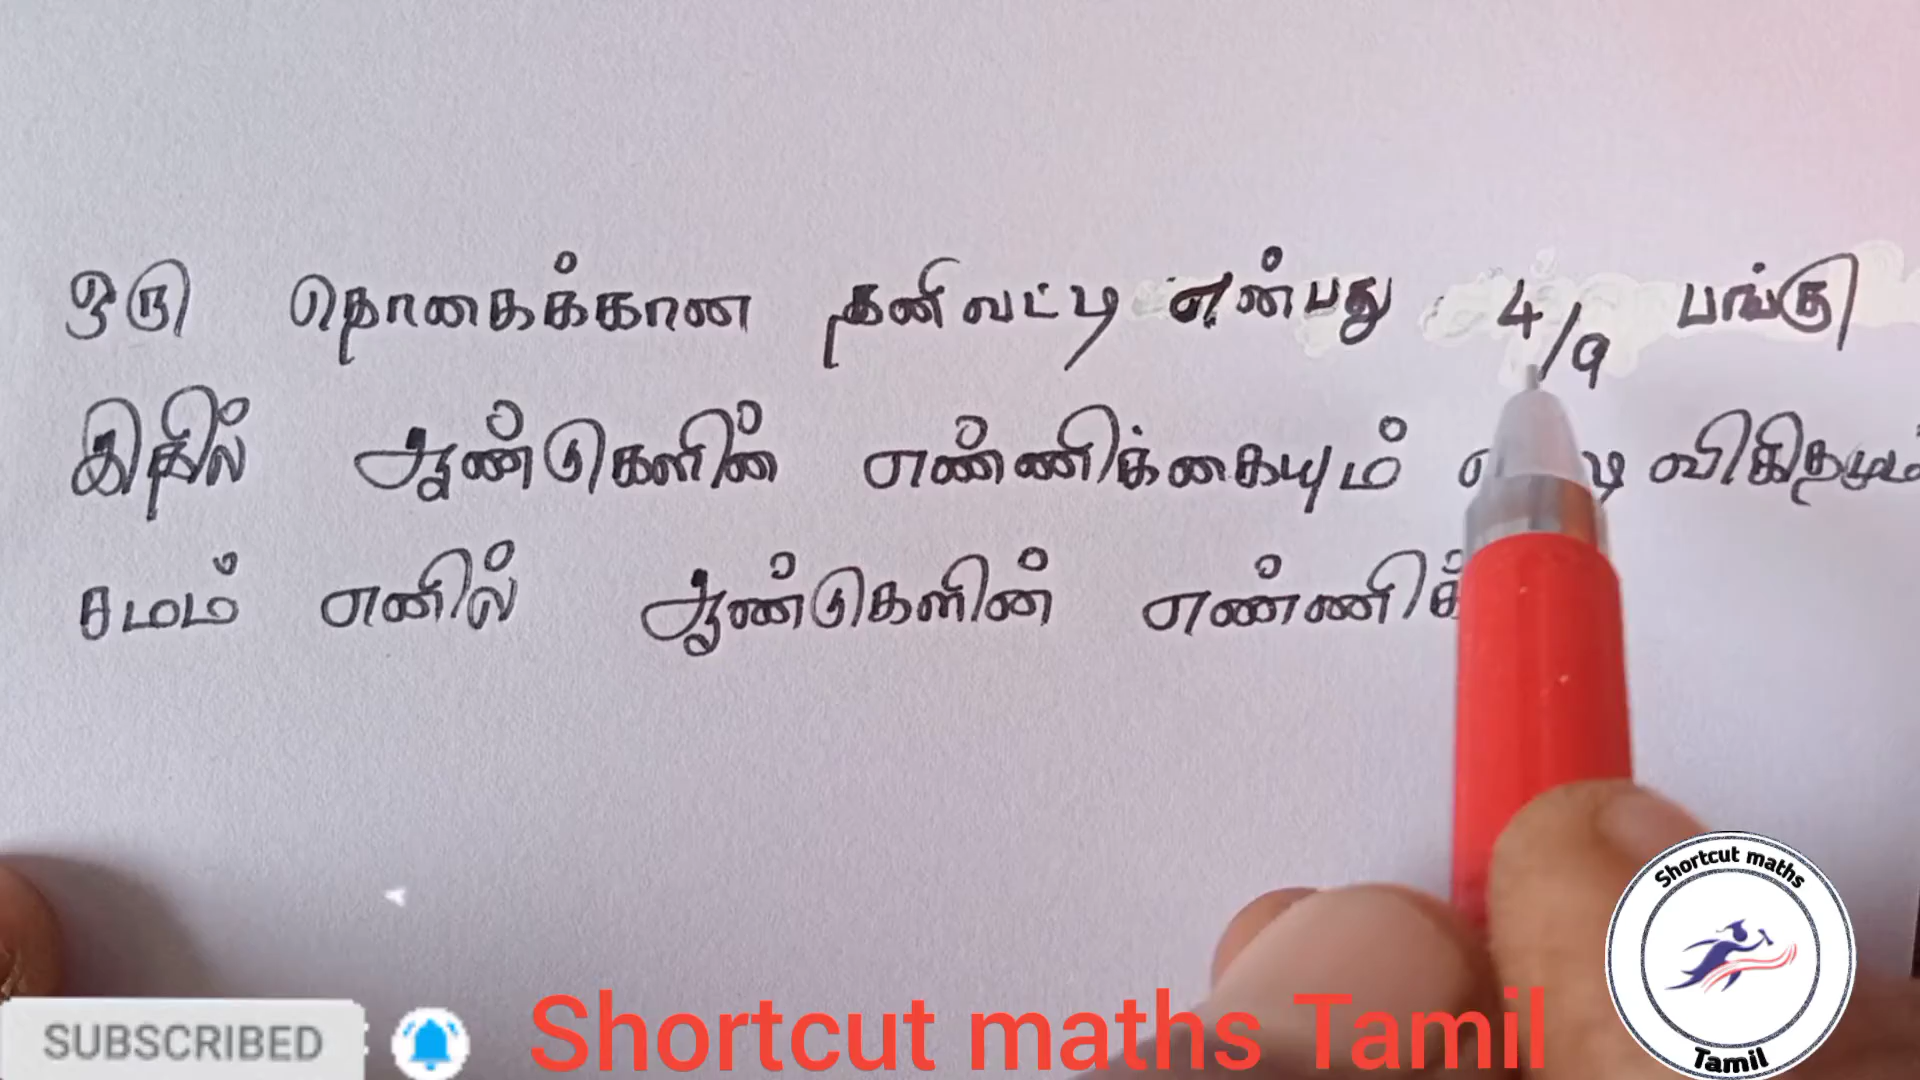 ஒரு தொகைக்கான தனிவட்டி என்பது 4/9 பங்கு
இதில் ஆண்டுகளின் எண்ணிக்கையும் விகிதமும்
சமம் எனில் ஆண்டுகளின்
SUBSCRIBED
Shortcut maths Tamil
Shortcut maths
Tamil